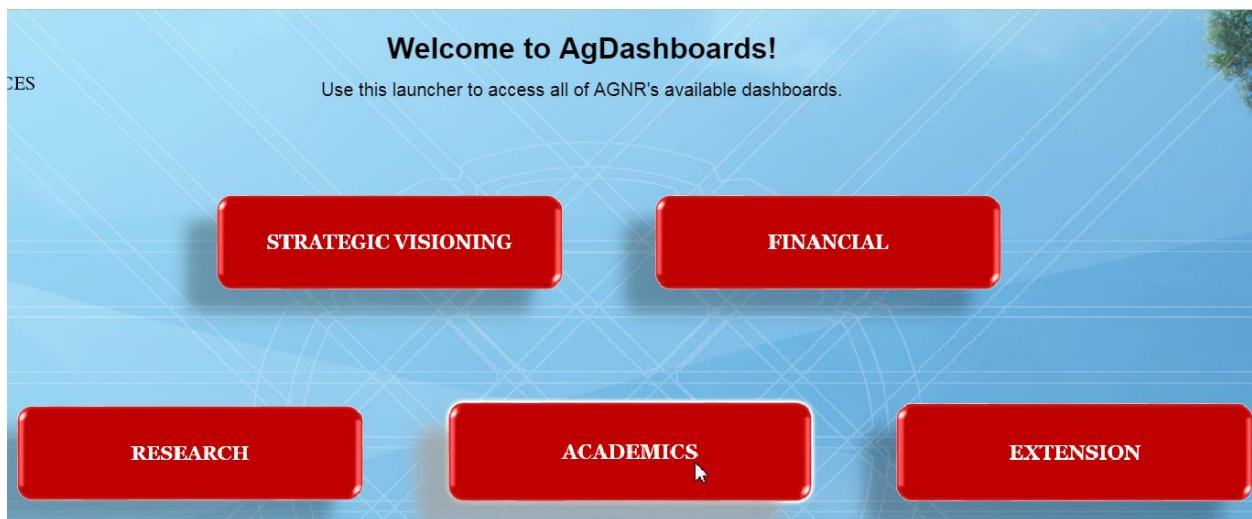 Welcome to AgDashboards!
CES
Use this launcher to access all of AGNR's available dashboards.
STRATEGIC VISIONING
FINANCIAL
RESEARCH
ACADEMICS
EXTENSION